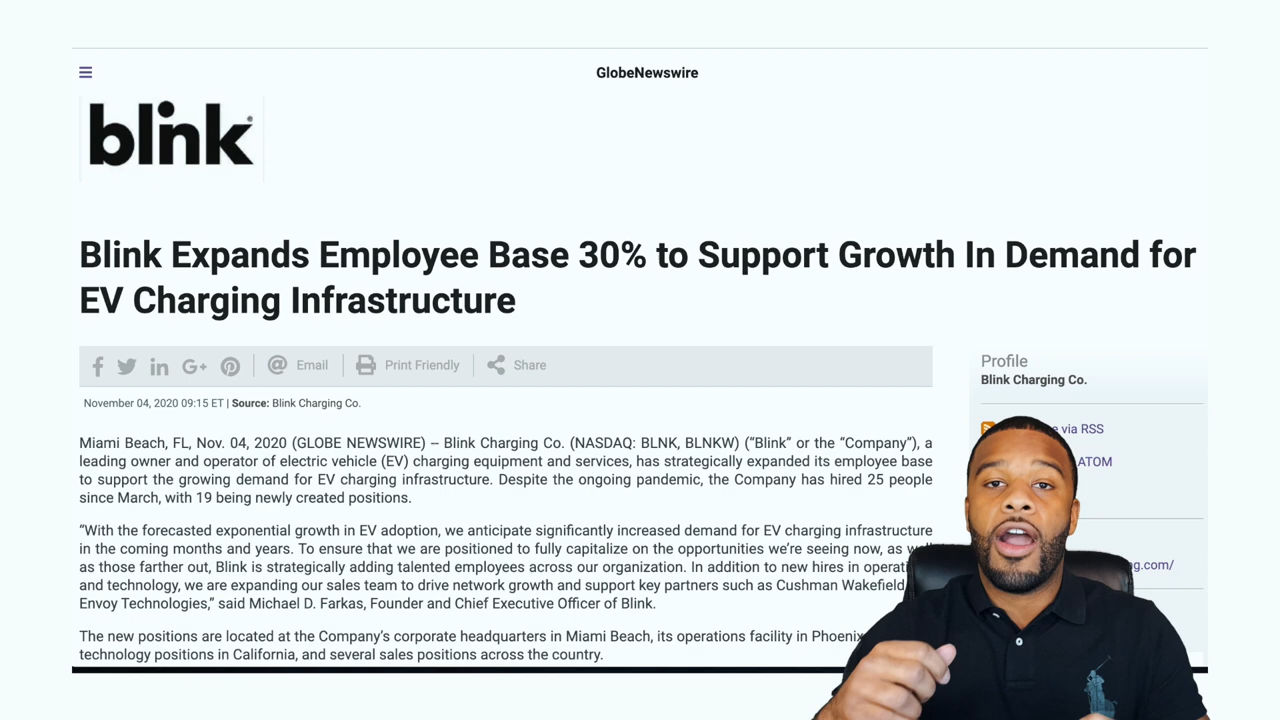 GlobeNewswire
blink®
Blink Expands Employee Base 30% to Support Growth In Demand for
EV Charging Infrastructure
Email
Print Friendly
Share
November 04, 2020 09:15 ET | Source: Blink Charging Co.
Profile
Blink Charging Co.
via RSS
ATOM
Miami Beach, FL, Nov. 04, 2020 (GLOBE NEWSWIRE) -- Blink Charging Co. (NASDAQ: BLNK, BLNKW) (“Blink” or the “Company”), a
leading owner and operator of electric vehicle (EV) charging equipment and services, has strategically expanded its employee base
to support the growing demand for EV charging infrastructure. Despite the ongoing pandemic, the Company has hired 25 people
since March, with 19 being newly created positions.
“With the forecasted exponential growth in EV adoption, we anticipate significantly increased demand for EV charging infrastructure
in the coming months and years. To ensure that we are positioned to fully capitalize on the opportunities we’re seeing now, as
as those farther out, Blink is strategically adding talented employees across our organization. In addition to new hires in
and technology, we are expanding our sales team to drive network growth and support key partners such as Cushman Wakefield
Envoy Technologies,” said Michael D. Farkas, Founder and Chief Executive Officer of Blink.
The new positions are located at the Company’s corporate headquarters in Miami Beach, its operations facility in Phoenix
technology positions in California, and several sales positions across the country.